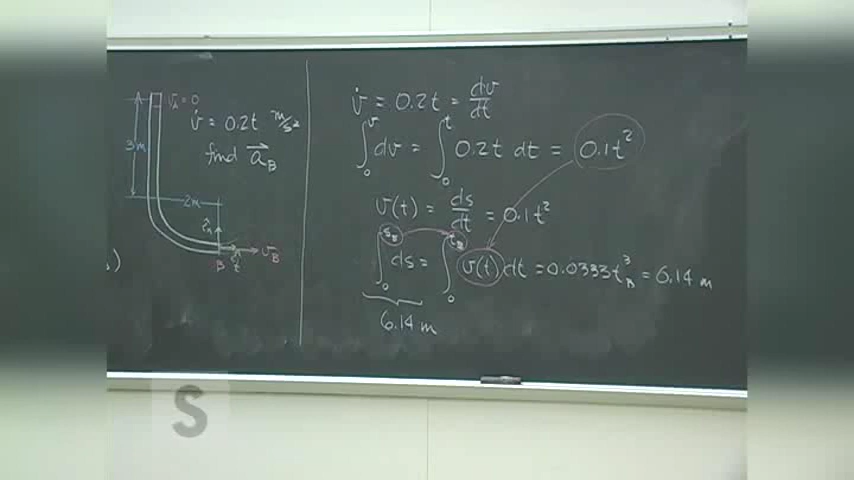 v_A = 0
v̇ = 0.2t m/s²
3m
find a⃗_B
2m
ê_n
v_B
B
ê_t
)
v̇ = 0.2t = dv/dt
∫₀^v dv = ∫₀^t 0.2t dt = 0.1t²
v(t) = ds/dt = 0.1t²
∫₀^{s_B} ds = ∫₀^{t_B} v(t) dt = 0.0333t_B³ = 6.14 m
6.14 m
S